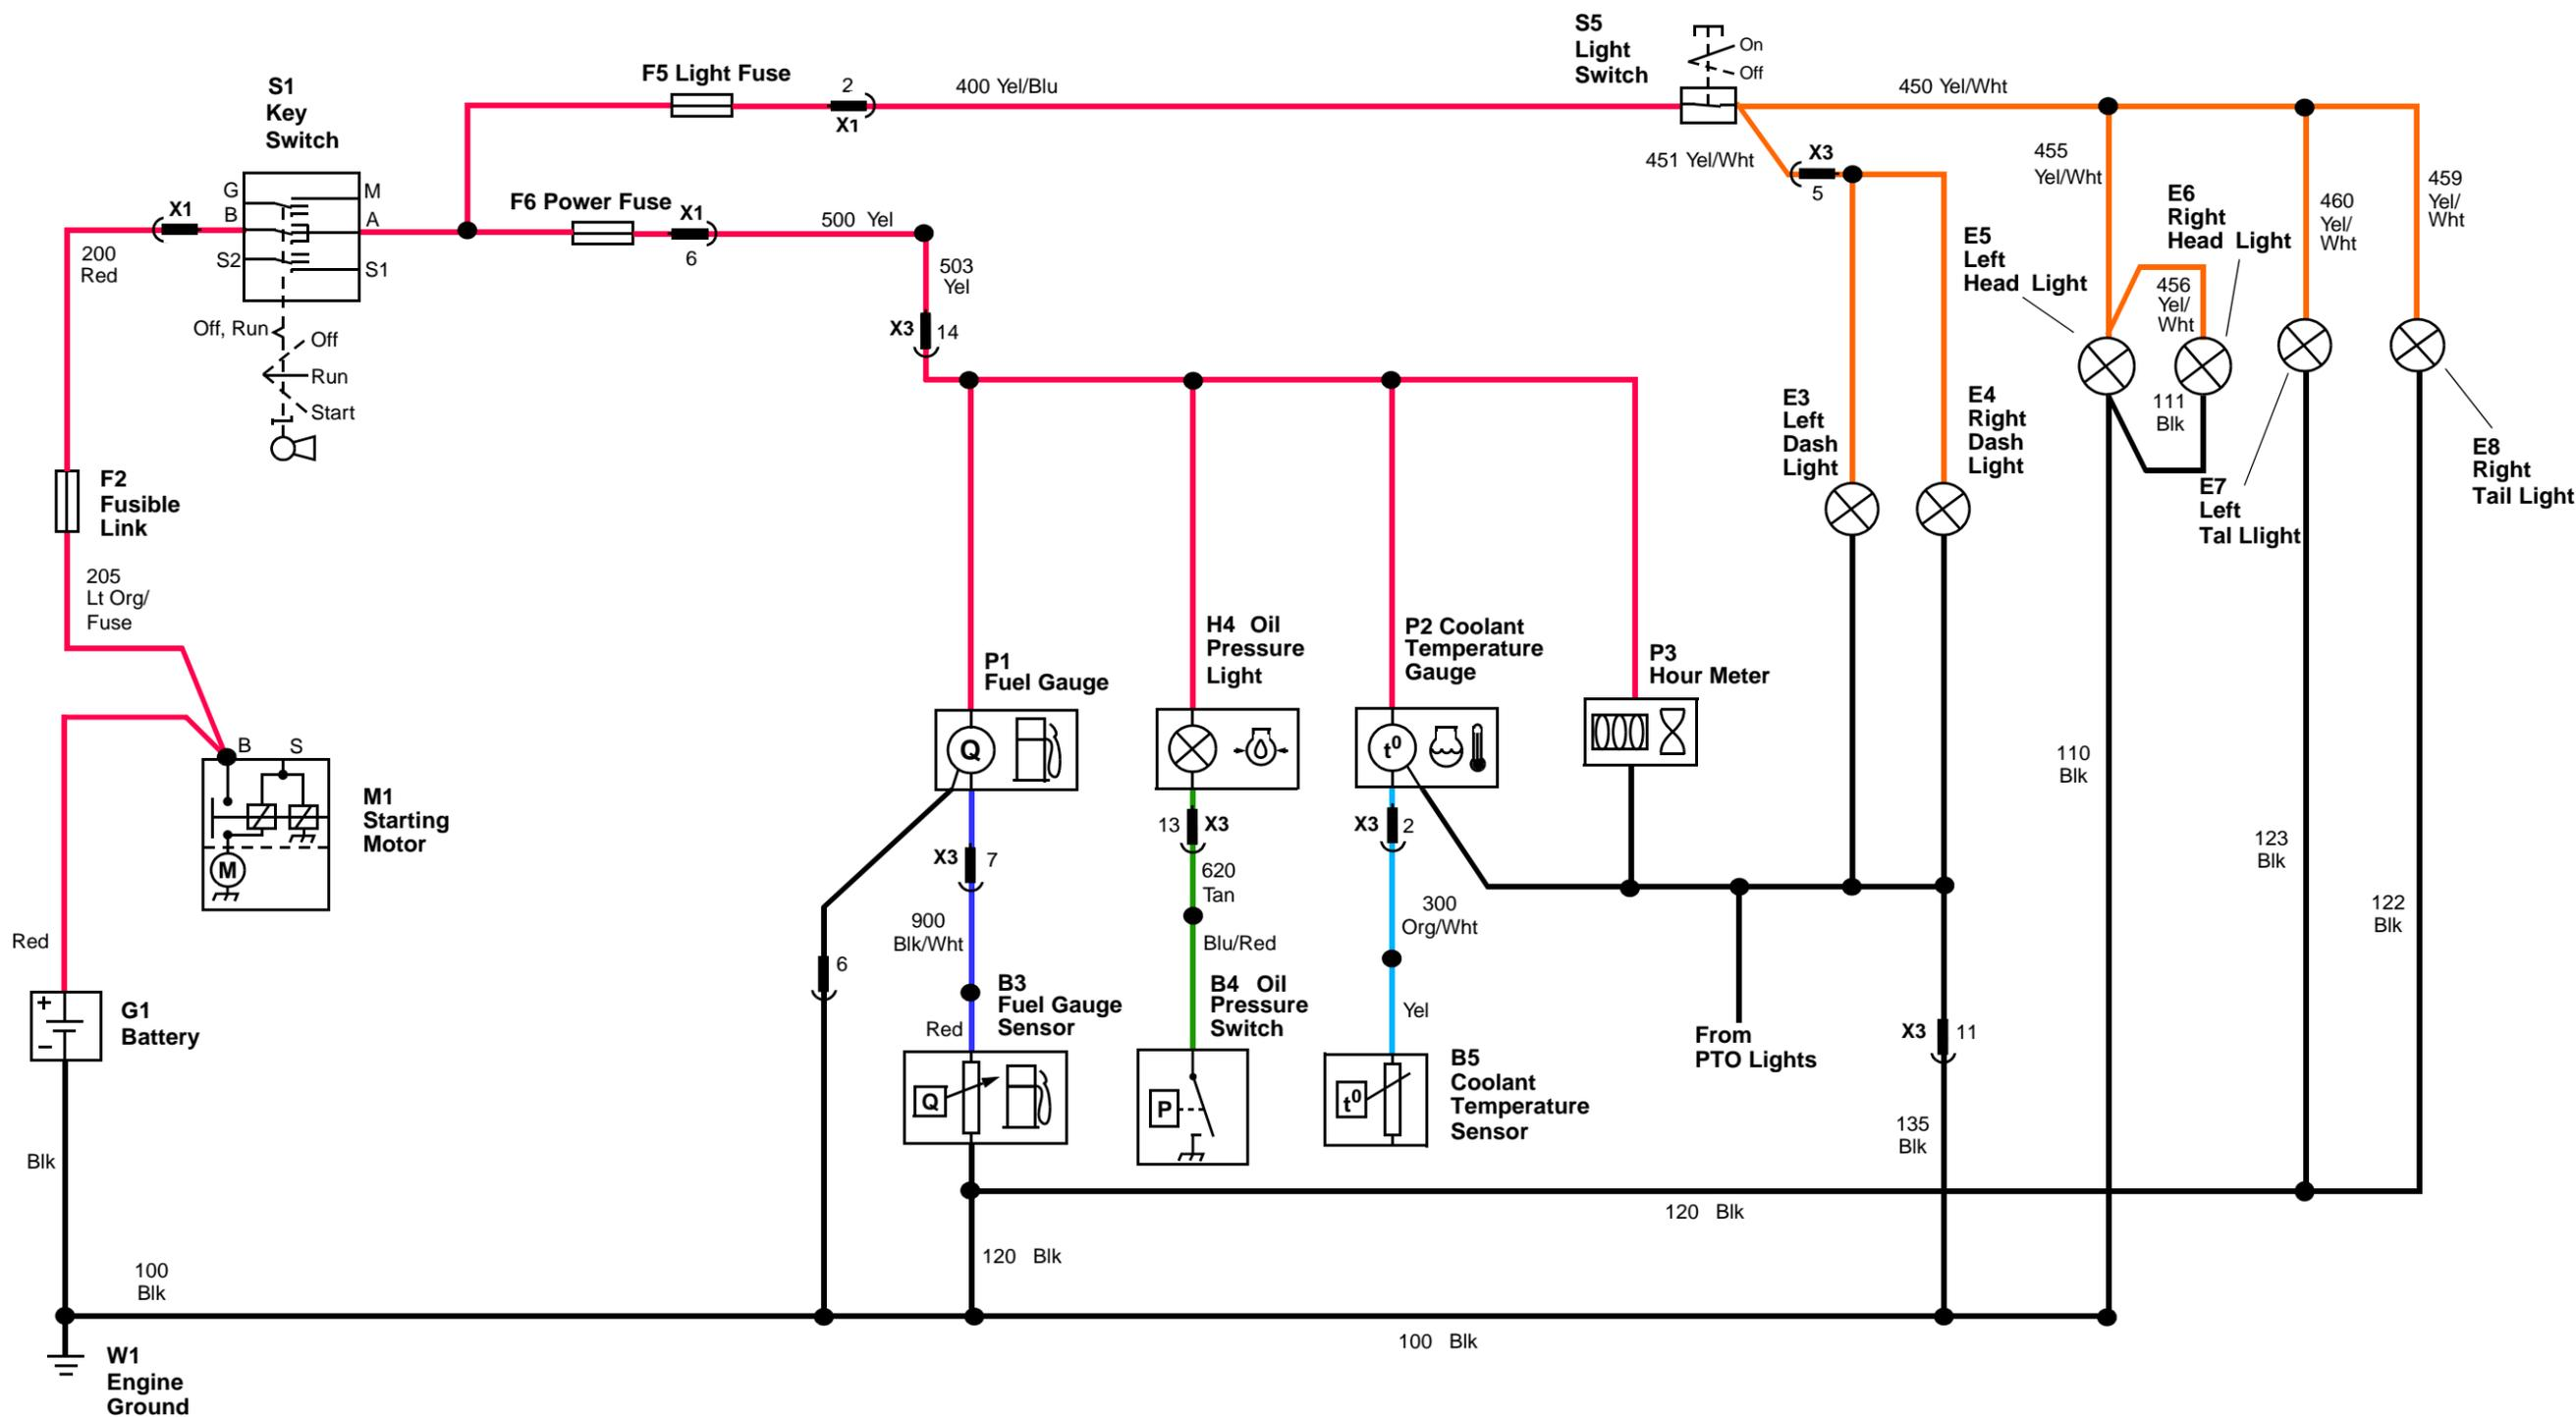 S5
Light
Switch
On
Off
F5 Light Fuse
2
X1
400 Yel/Blu
450 Yel/Wht
S1
Key
Switch
451 Yel/Wht
X3
5
455
Yel/Wht
E6
Right
Head Light
460
Yel/
Wht
459
Yel/
Wht
X1
G
B
S2
M
A
S1
F6 Power Fuse
X1
6
500 Yel
503
Yel
X3
14
200
Red
Off, Run
Off
Run
Start
E5
Left
Head Light
456
Yel/
Wht
111
Blk
E3
Left
Dash
Light
E4
Right
Dash
Light
E7
Left
Tal Llight
E8
Right
Tail Light
F2
Fusible
Link
205
Lt Org/
Fuse
P1
Fuel Gauge
H4 Oil
Pressure
Light
P2 Coolant
Temperature
Gauge
P3
Hour Meter
B
S
M
M1
Starting
Motor
Q
t0
X3
7
13
X3
X3
2
110
Blk
123
Blk
122
Blk
900
Blk/Wht
620
Tan
300
Org/Wht
Blu/Red
Yel
6
Red
+
−
G1
Battery
B3
Fuel Gauge
Sensor
Red
Q
B4 Oil
Pressure
Switch
P
B5
Coolant
Temperature
Sensor
t0
From
PTO Lights
X3
11
135
Blk
Blk
120 Blk
120 Blk
100
Blk
100 Blk
W1
Engine
Ground